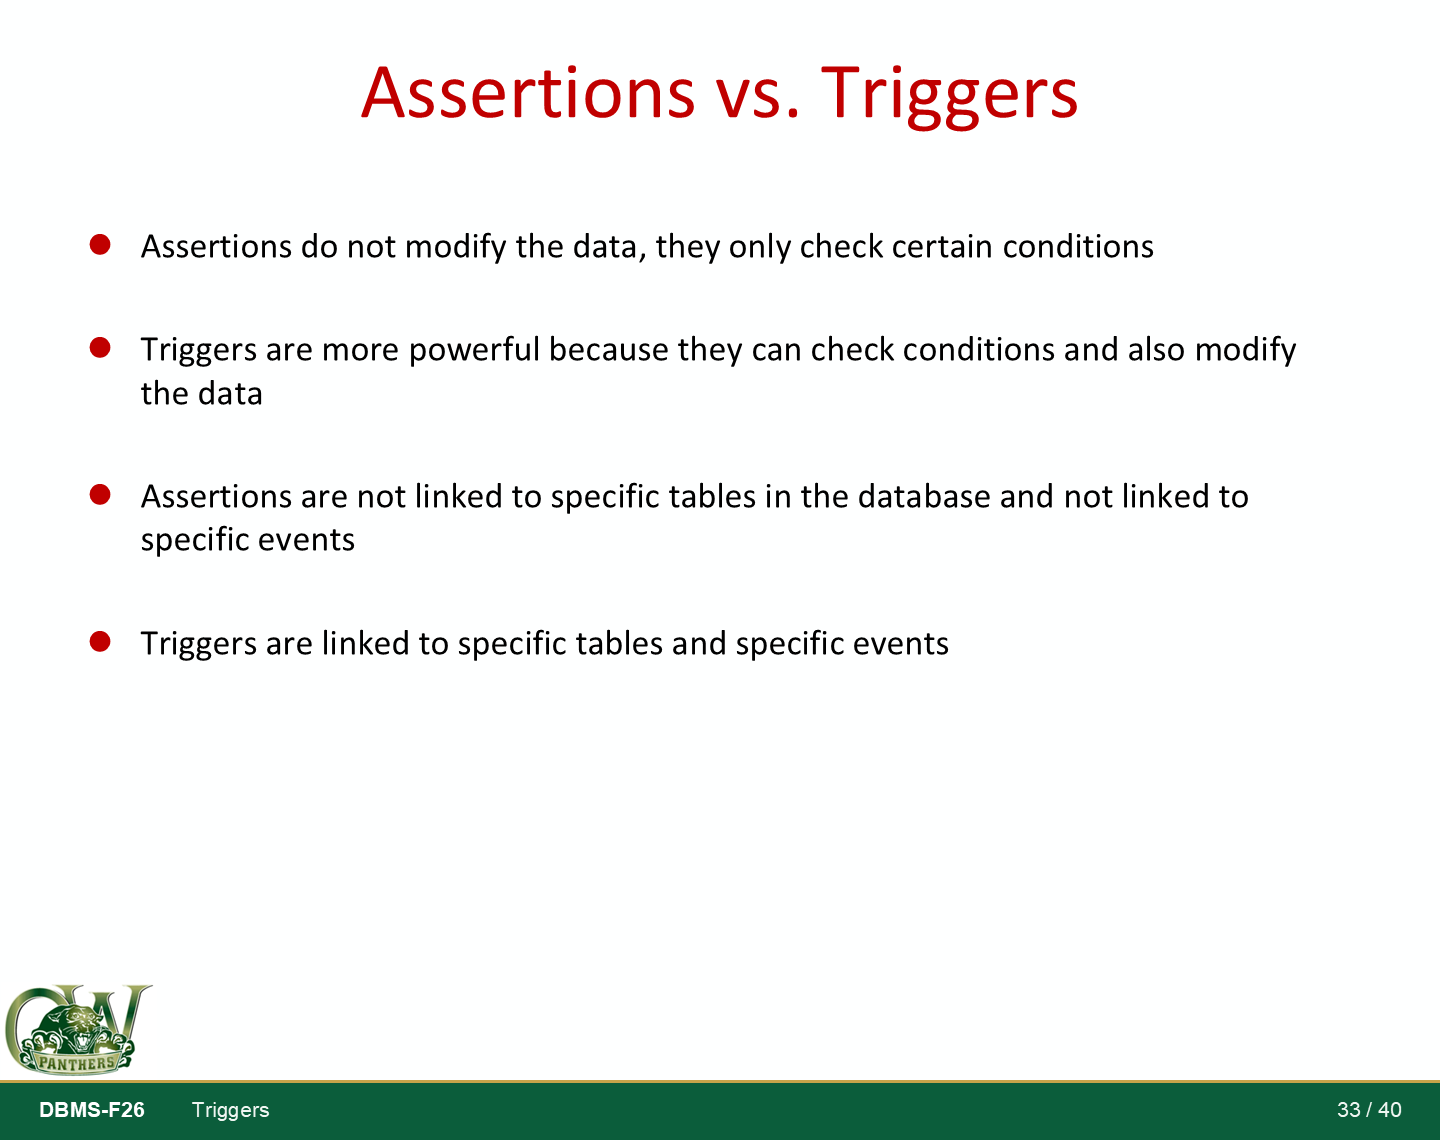 Assertions vs. Triggers
Assertions do not modify the data, they only check certain conditions
Triggers are more powerful because they can check conditions and also modify
the data
Assertions are not linked to specific tables in the database and not linked to
specific events
Triggers are linked to specific tables and specific events
OW
PANTHERS
DBMS-F26 Triggers 33 / 40